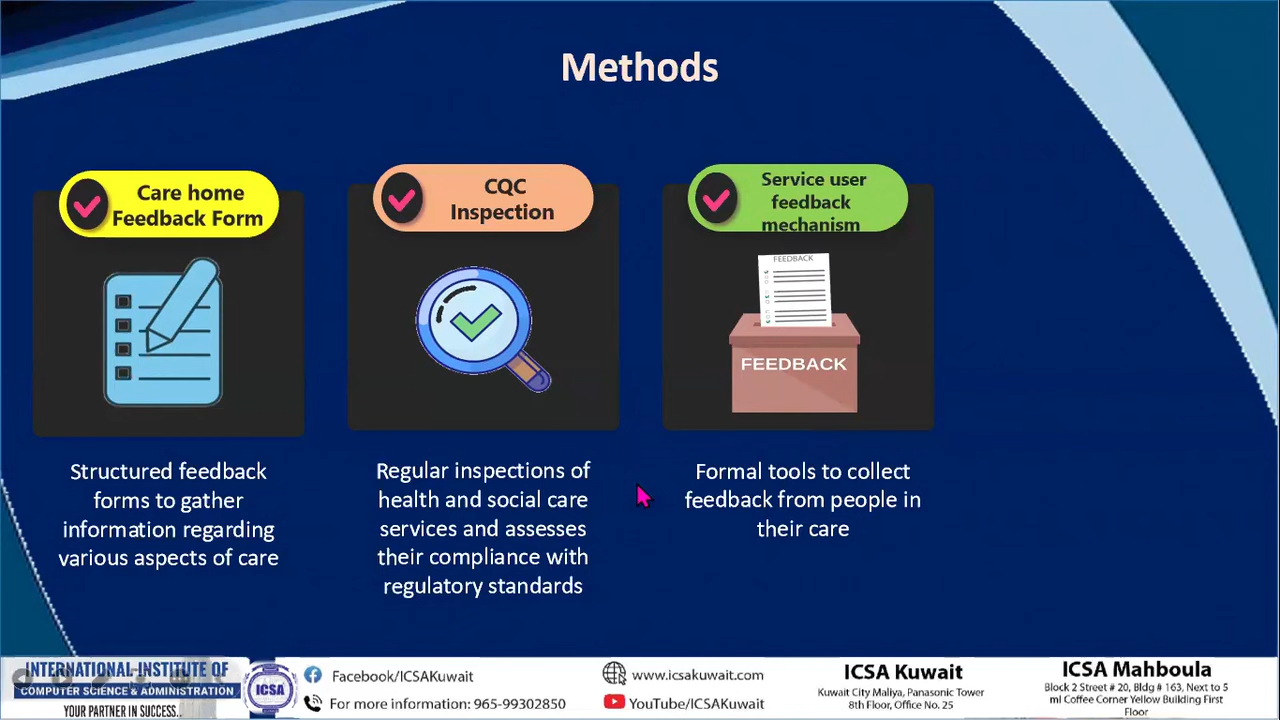 Methods
Care home
Feedback Form
CQC
Inspection
Service user
feedback
mechanism
FEEDBACK
FEEDBACK
Structured feedback
forms to gather
information regarding
various aspects of care
Regular inspections of
health and social care
services and assesses
their compliance with
regulatory standards
Formal tools to collect
feedback from people in
their care
INTERNATIONAL INSTITUTE OF
COMPUTER SCIENCE & ADMINISTRATION
YOUR PARTNER IN SUCCESS..
ICSA
Facebook/ICSAKuwait
For more information: 965-99302850
www.icsakuwait.com
YouTube/ICSAKuwait
ICSA Kuwait
Kuwait City Maliya, Panasonic Tower
8th Floor, Office No. 25
ICSA Mahboula
Block 2 Street # 20, Bldg # 163, Next to 5
ml Coffee Corner Yellow Building First
Floor